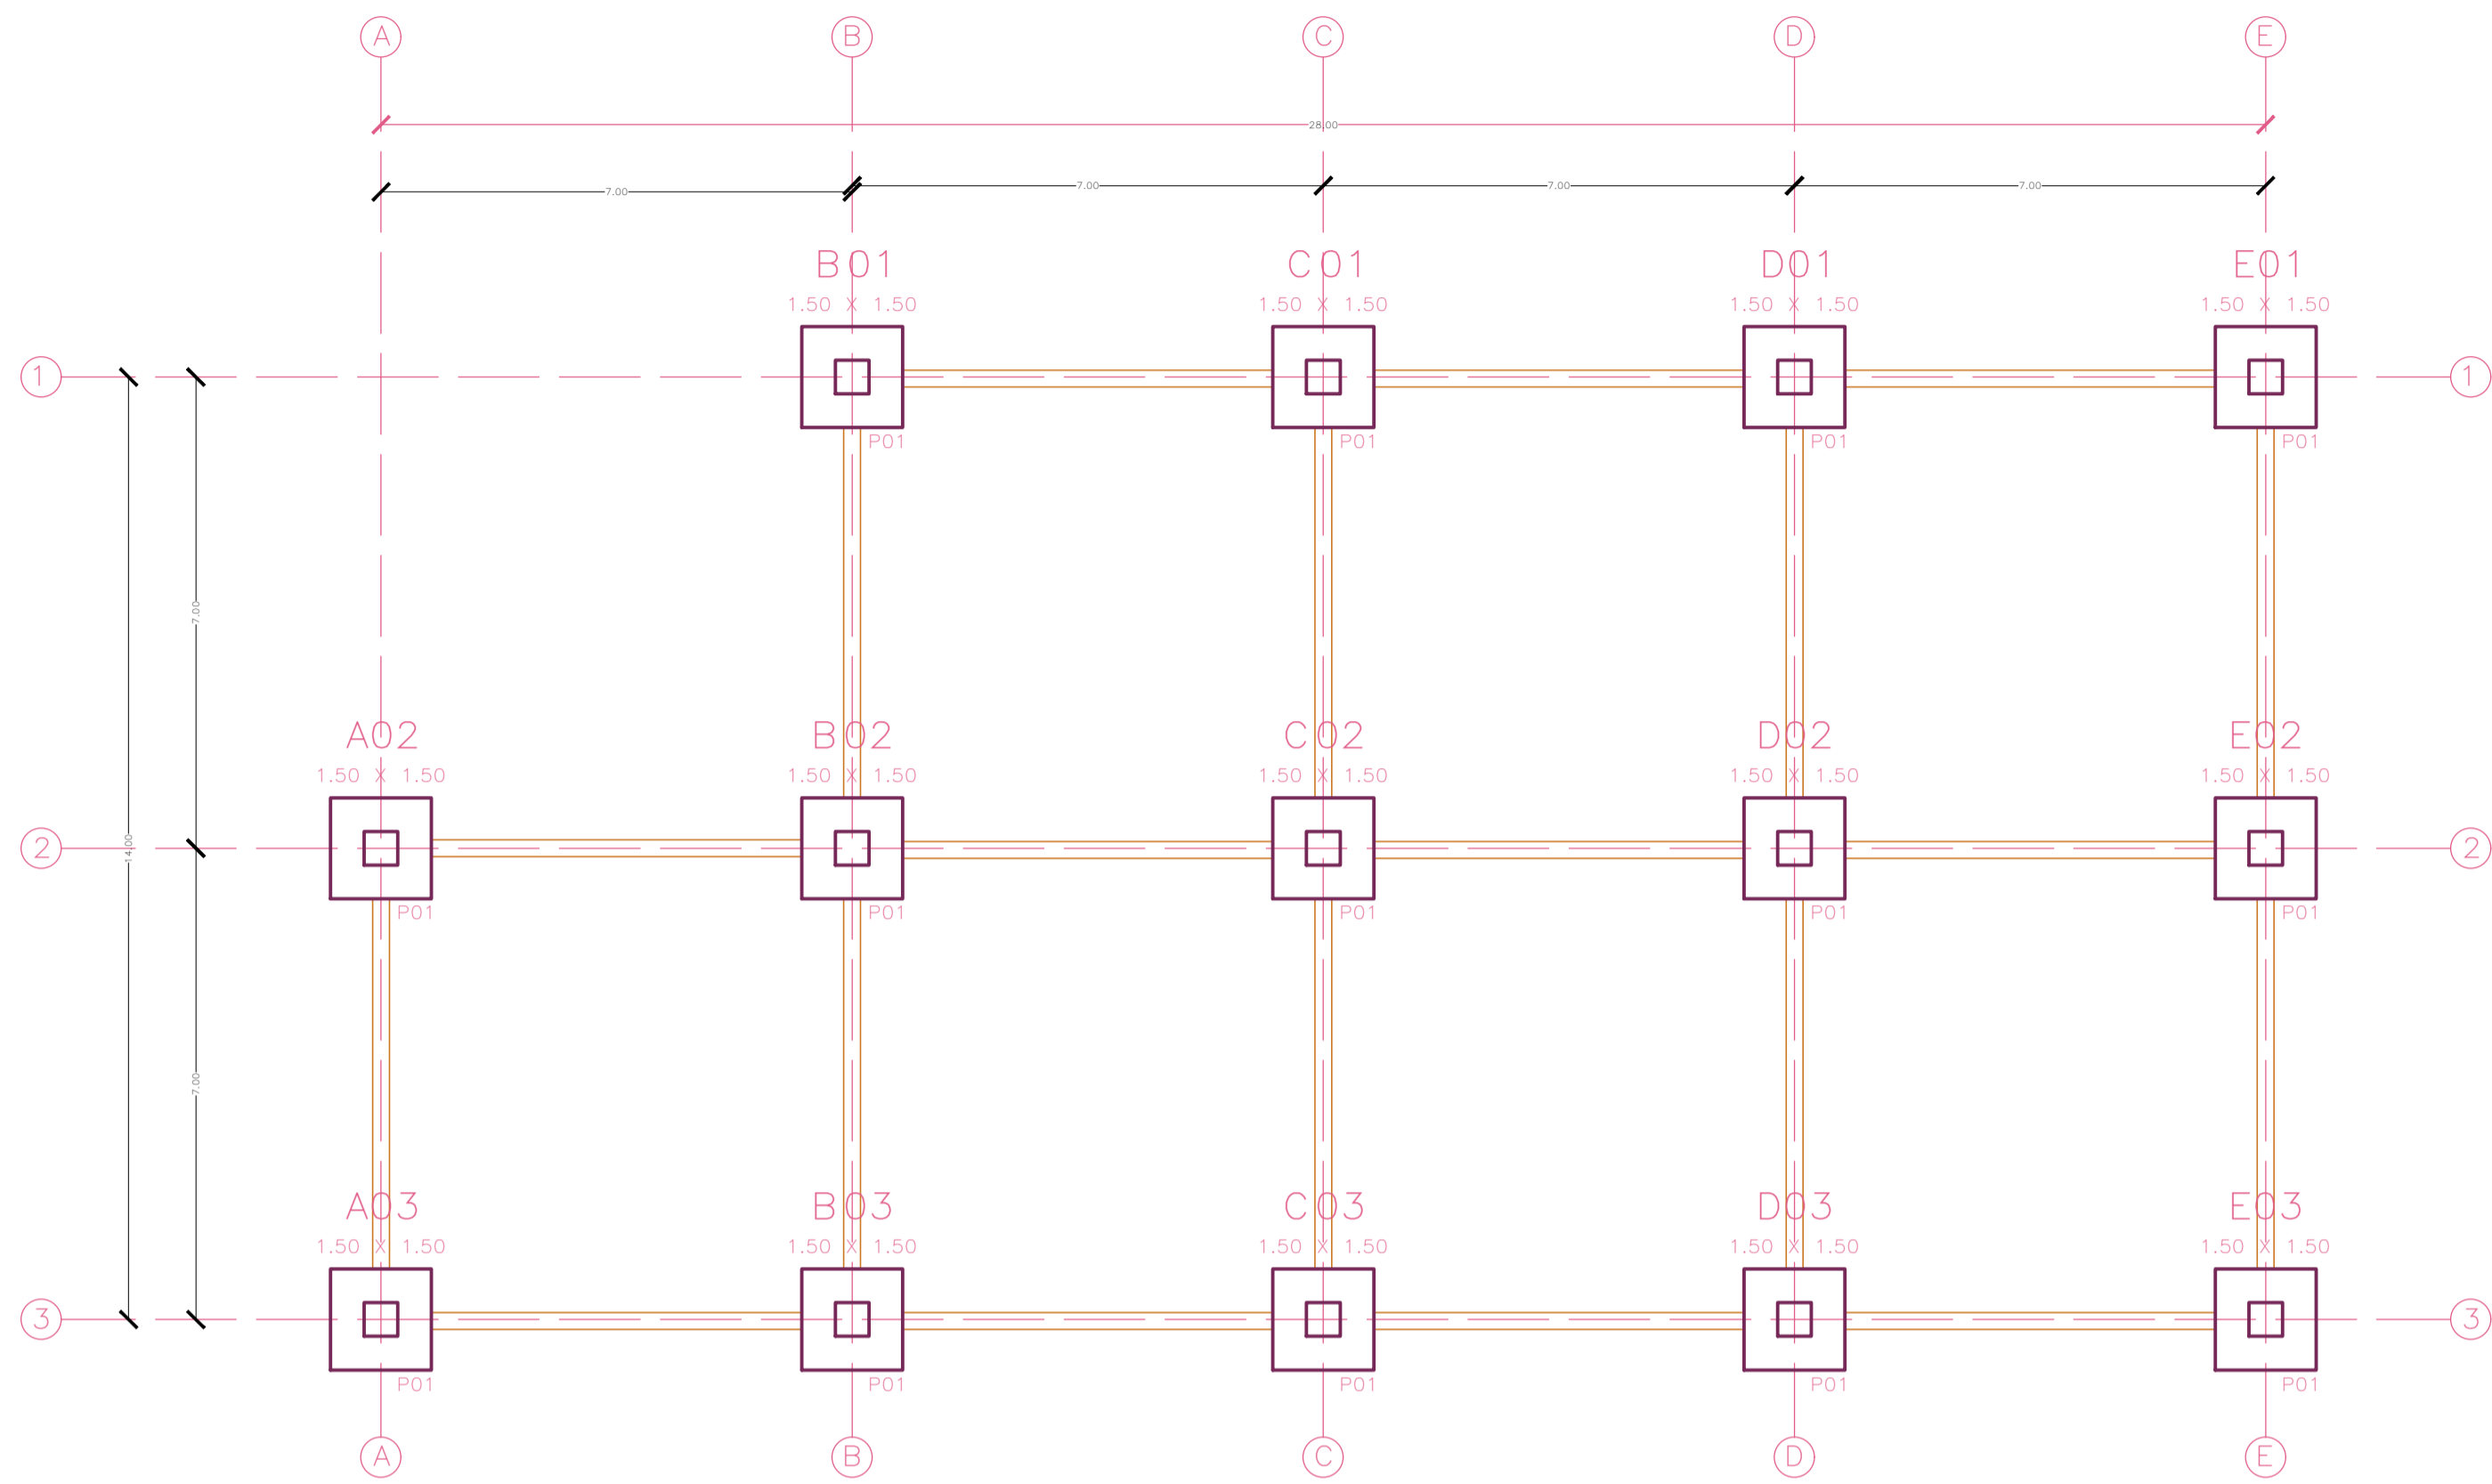 A B C D E
28.00
7.00 7.00 7.00 7.00
B01 C01 D01 E01
1.50 X 1.50 1.50 X 1.50 1.50 X 1.50 1.50 X 1.50
1 1
P01 P01 P01 P01
7.00
A02 B02 C02 D02 E02
1.50 X 1.50 1.50 X 1.50 1.50 X 1.50 1.50 X 1.50 1.50 X 1.50
2 14.00 2
P01 P01 P01 P01 P01
7.00
A03 B03 C03 D03 E03
1.50 X 1.50 1.50 X 1.50 1.50 X 1.50 1.50 X 1.50 1.50 X 1.50
3 3
P01 P01 P01 P01 P01
A B C D E